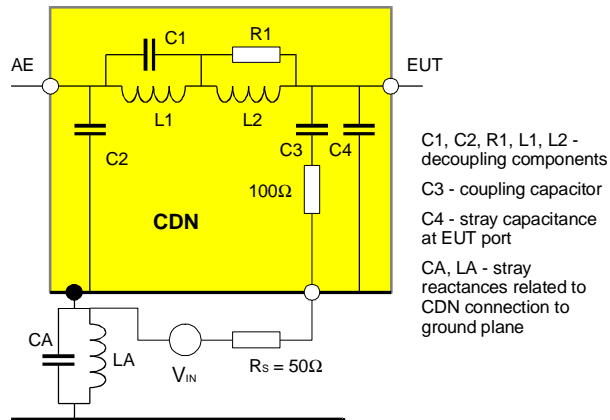 C1
R1
AE
EUT
L1
L2
C2
C3
C4
100Ω
CDN
CA
LA
VIN
RS = 50Ω
C1, C2, R1, L1, L2 -
decoupling components
C3 - coupling capacitor
C4 - stray capacitance
at EUT port
CA, LA - stray
reactances related to
CDN connection to
ground plane